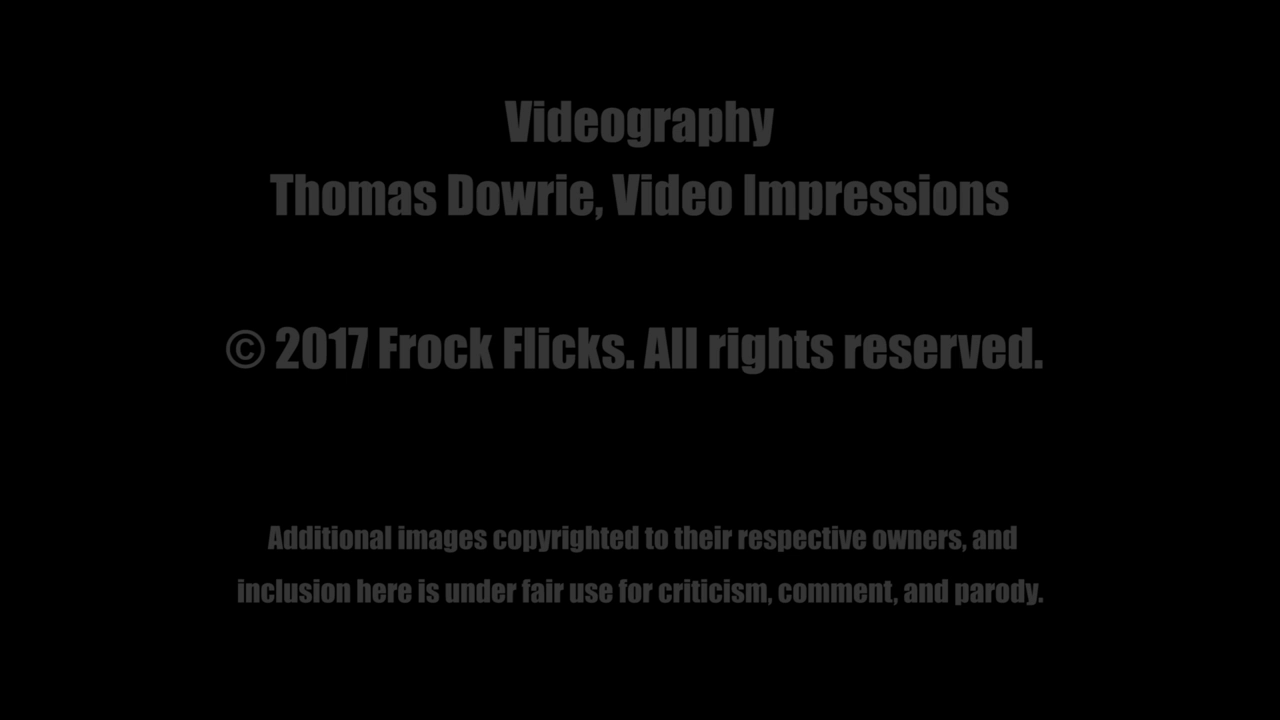 Videography
Thomas Dowrie, Video Impressions
© 2017 Frock Flicks. All rights reserved.
Additional images copyrighted to their respective owners, and
inclusion here is under fair use for criticism, comment, and parody.